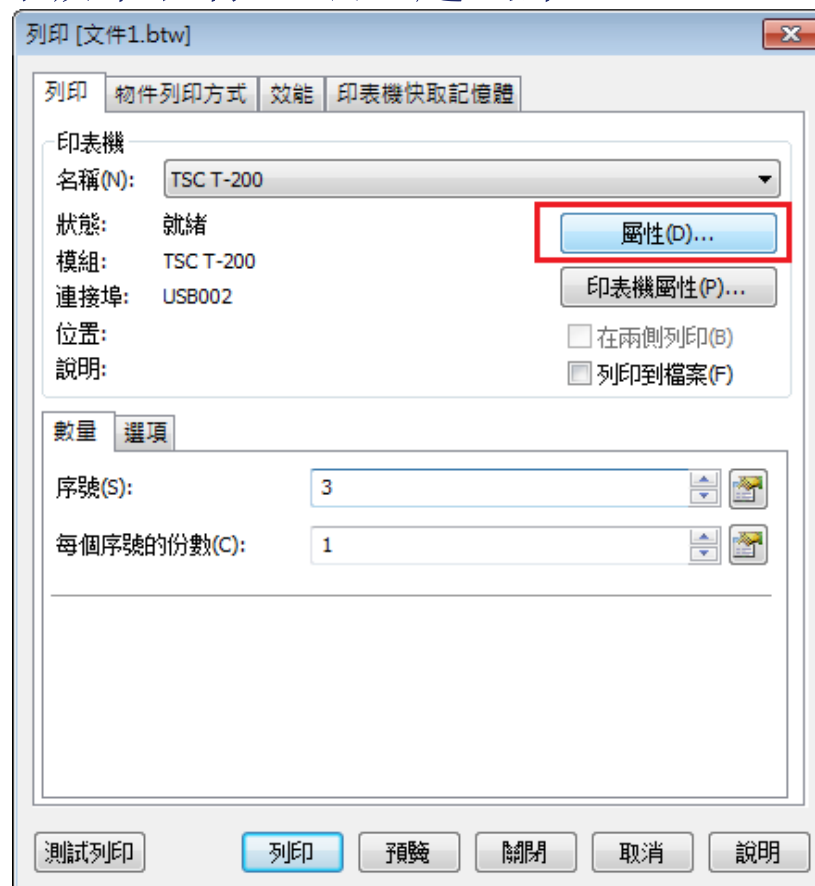 列印 [文件1.btw]
列印 物件列印方式 效能 印表機快取記憶體
印表機
名稱(N): TSC T-200
狀態: 就緒
屬性(D)...
模組: TSC T-200
印表機屬性(P)...
連接埠: USB002
位置:
在兩側列印(B)
說明:
列印到檔案(F)
數量 選項
序號(S): 3
每個序號的份數(C): 1
測試列印 列印 預覽 關閉 取消 說明